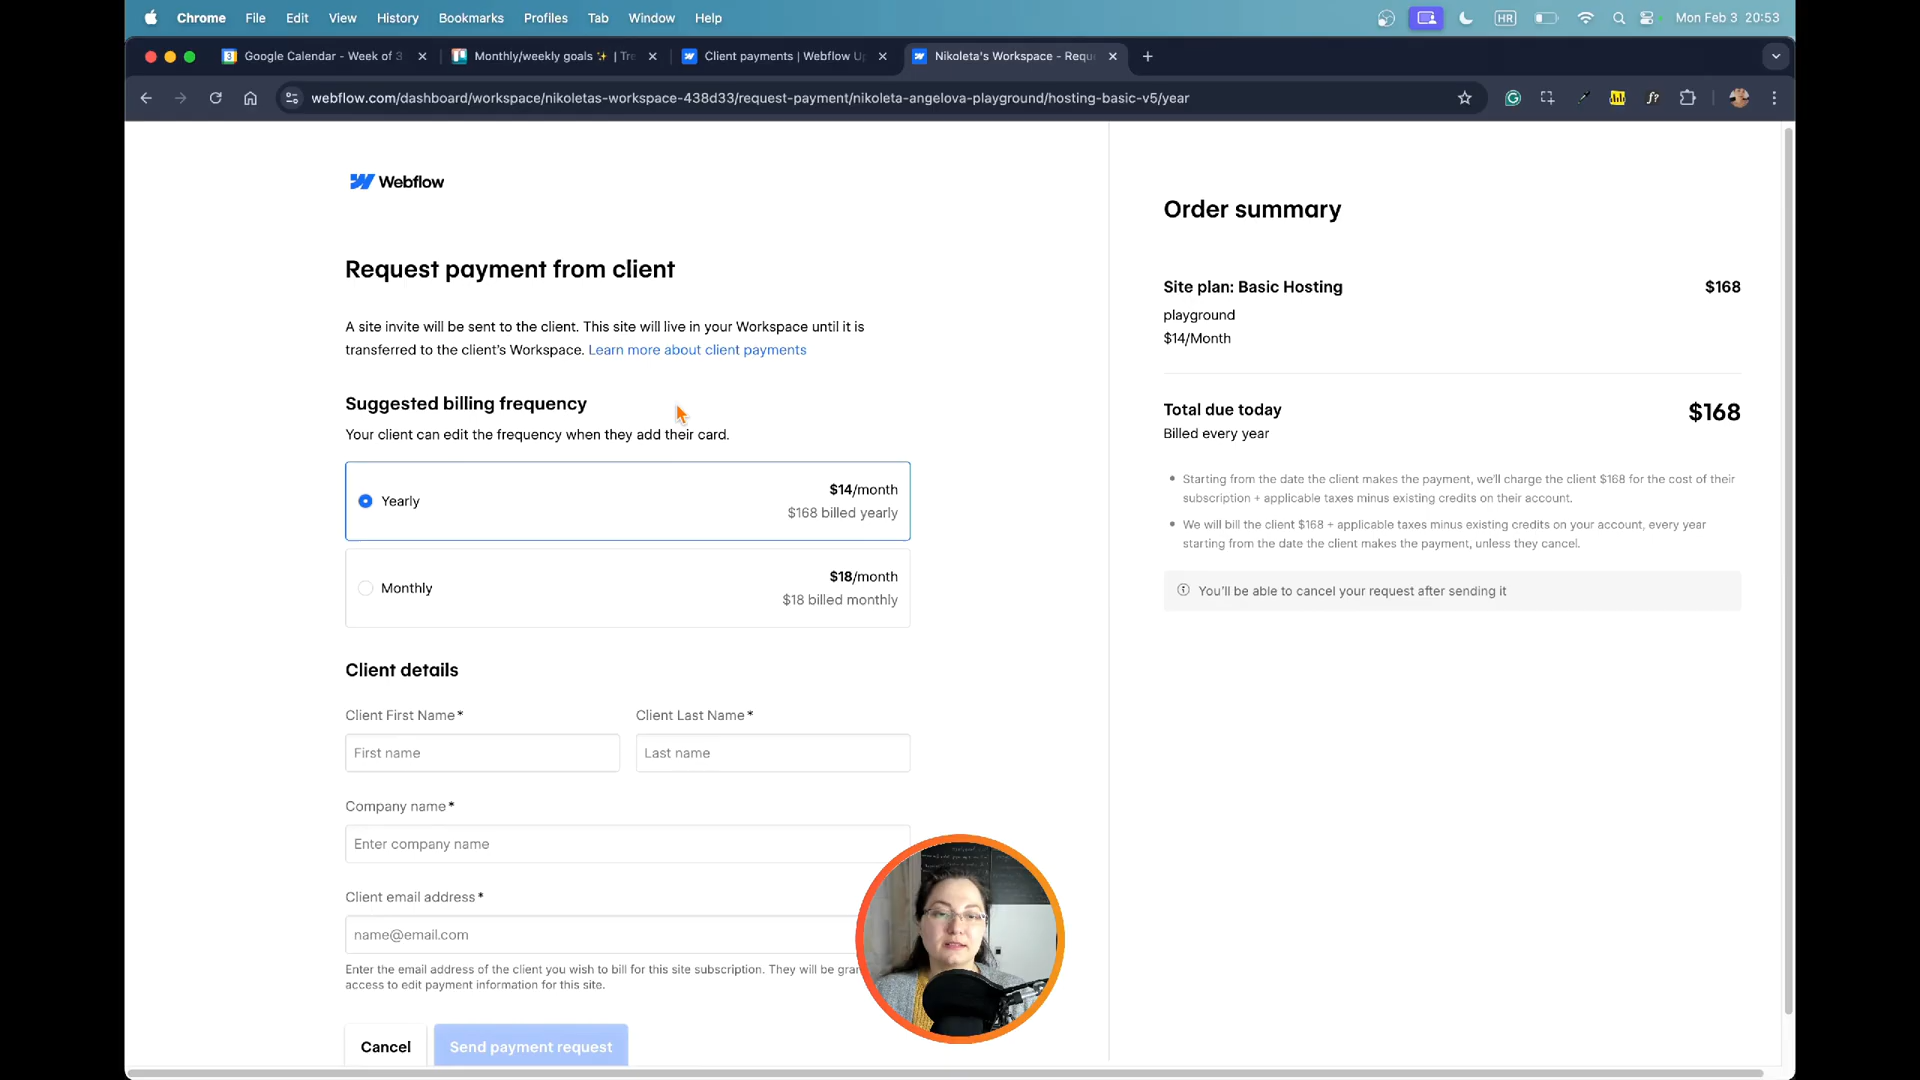 Chrome File Edit View History Bookmarks Profiles Tab Window Help
HR
Mon Feb 3 20:53
3
Google Calendar - Week of 3
Monthly/weekly goals ✨ | Tre
Client payments | Webflow Up
Nikoleta's Workspace - Reque
webflow.com/dashboard/workspace/nikoletas-workspace-438d33/request-payment/nikoleta-angelova-playground/hosting-basic-v5/year
f?
Webflow
Request payment from client
A site invite will be sent to the client. This site will live in your Workspace until it is
transferred to the client's Workspace. Learn more about client payments
Suggested billing frequency
Your client can edit the frequency when they add their card.
Yearly
$14/month
$168 billed yearly
Monthly
$18/month
$18 billed monthly
Client details
Client First Name*
Client Last Name*
First name
Last name
Company name*
Enter company name
Client email address*
name@email.com
Enter the email address of the client you wish to bill for this site subscription. They will be
access to edit payment information for this site.
Cancel
Send payment request
Order summary
Site plan: Basic Hosting
$168
playground
$14/Month
Total due today
$168
Billed every year
• Starting from the date the client makes the payment, we'll charge the client $168 for the cost of their
subscription + applicable taxes minus existing credits on their account.
• We will bill the client $168 + applicable taxes minus existing credits on your account, every year
starting from the date the client makes the payment, unless they cancel.
You'll be able to cancel your request after sending it